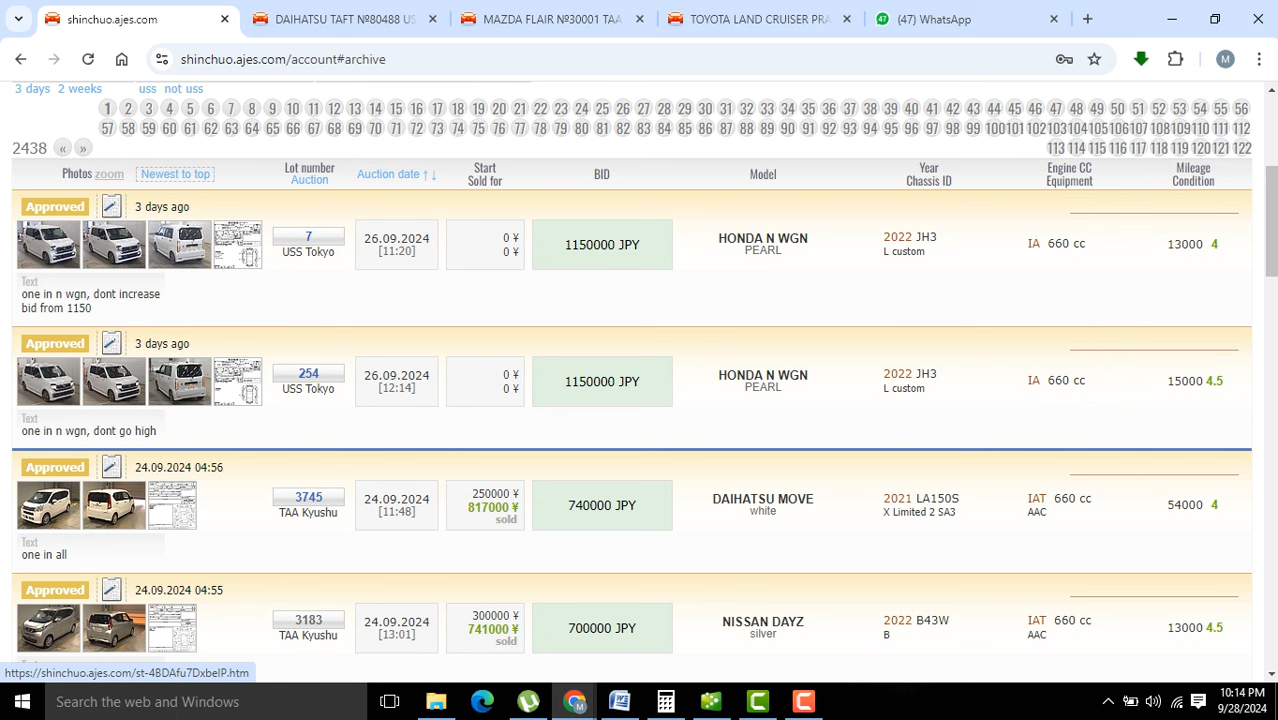 shinchuo.ajes.com
DAIHATSU TAFT №80488 US
MAZDA FLAIR №30001 TAA
TOYOTA LAND CRUISER PRA
(47) WhatsApp
shinchuo.ajes.com/account#archive
M
3 days 2 weeks uss not uss
1 2 3 4 5 6 7 8 9 10 11 12 13 14 15 16 17 18 19 20 21 22 23 24 25 26 27 28 29 30 31 32 33 34 35 36 37 38 39 40 41 42 43 44 45 46 47 48 49 50 51 52 53 54 55 56
57 58 59 60 61 62 63 64 65 66 67 68 69 70 71 72 73 74 75 76 77 78 79 80 81 82 83 84 85 86 87 88 89 90 91 92 93 94 95 96 97 98 99 100 101 102 103 104 105 106 107 108 109 110 111 112
2438 « » 113 114 115 116 117 118 119 120 121 122
Photos zoom Newest to top
Lot number
Auction
Auction date ↑↓
Start
Sold for
BID
Model
Year
Chassis ID
Engine CC
Equipment
Mileage
Condition
Approved 3 days ago
7
USS Tokyo
26.09.2024
[11:20]
0 ¥
0 ¥
1150000 JPY
HONDA N WGN
PEARL
2022 JH3
L custom
IA 660 cc
13000 4
Text
one in n wgn, dont increase
bid from 1150
Approved 3 days ago
254
USS Tokyo
26.09.2024
[12:14]
0 ¥
0 ¥
1150000 JPY
HONDA N WGN
PEARL
2022 JH3
L custom
IA 660 cc
15000 4.5
Text
one in n wgn, dont go high
Approved 24.09.2024 04:56
3745
TAA Kyushu
24.09.2024
[11:48]
250000 ¥
817000 ¥
sold
740000 JPY
DAIHATSU MOVE
white
2021 LA150S
X Limited 2 SA3
IAT 660 cc
AAC
54000 4
Text
one in all
Approved 24.09.2024 04:55
3183
TAA Kyushu
24.09.2024
[13:01]
300000 ¥
741000 ¥
sold
700000 JPY
NISSAN DAYZ
silver
2022 B43W
B
IAT 660 cc
AAC
13000 4.5
https://shinchuo.ajes.com/st-4BDAfu7DxbeIP.htm
Search the web and Windows
10:14 PM
9/28/2024